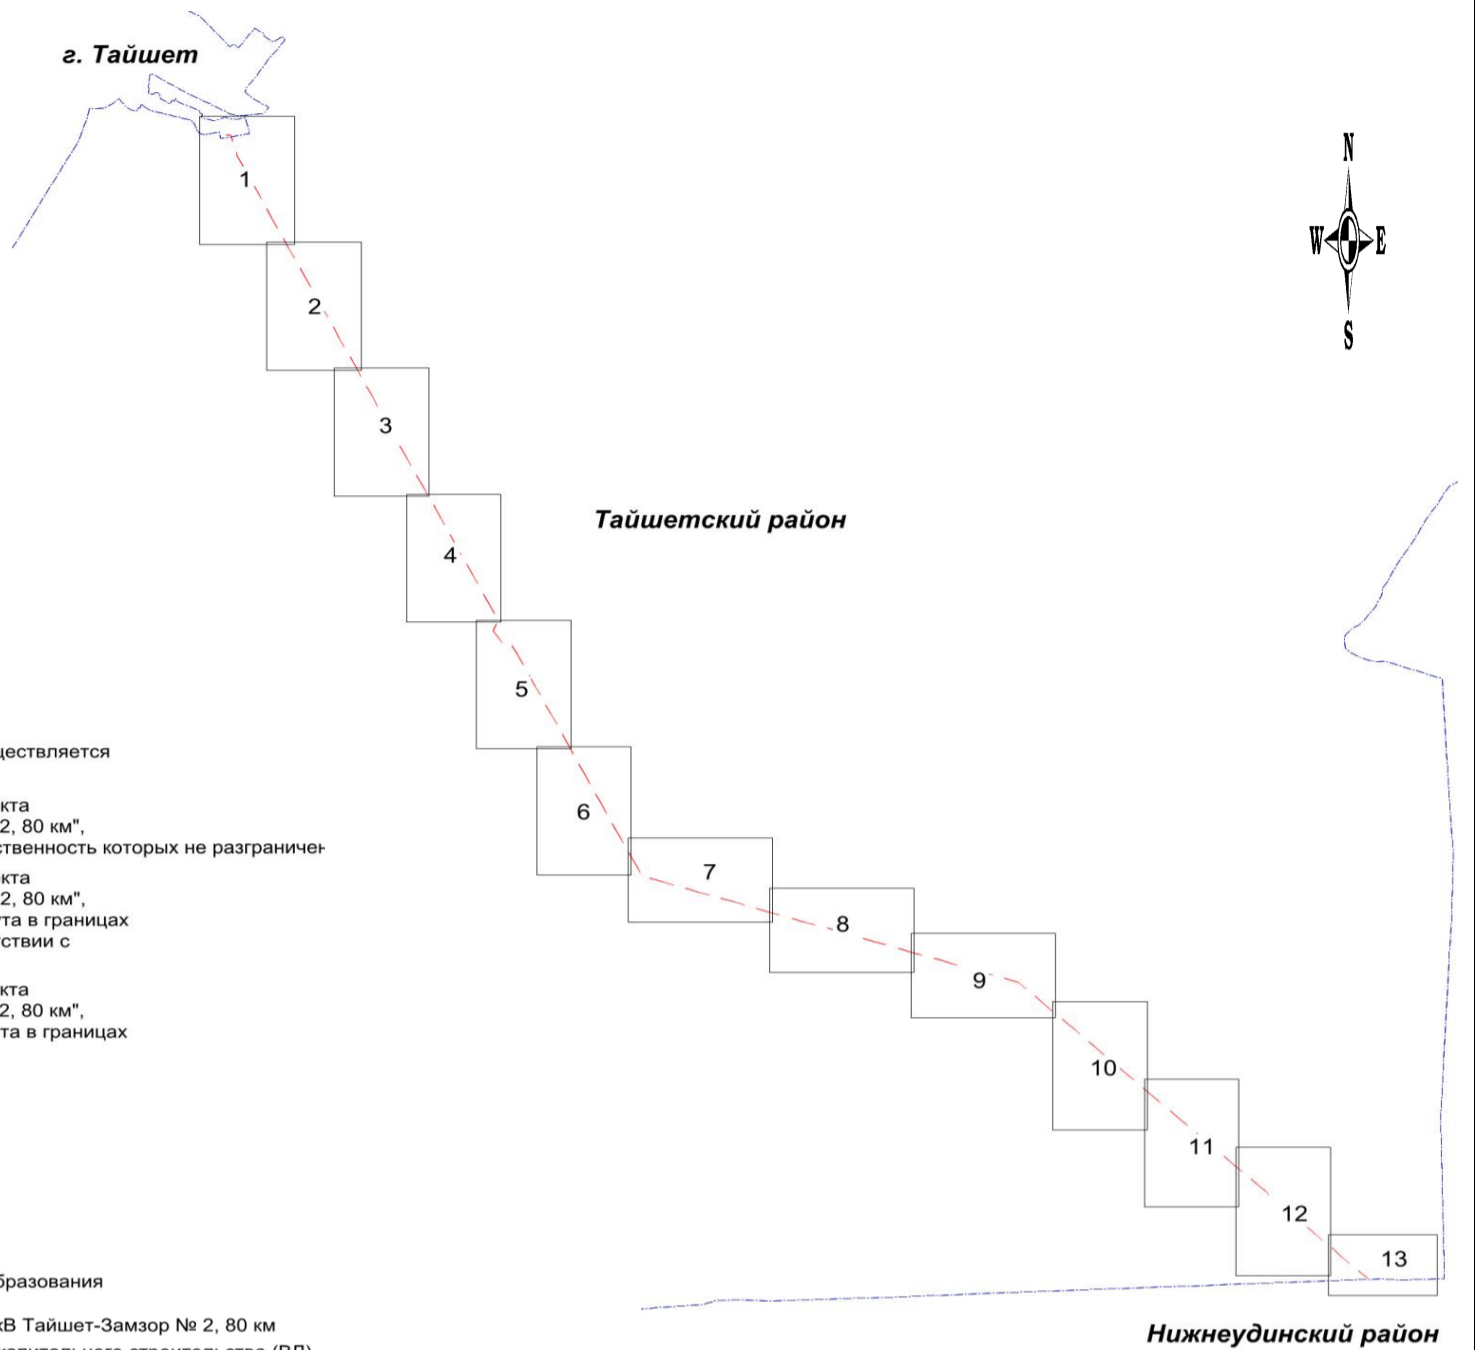 г. Тайшет
N
W E
S
1
2
3
4
5
6
7
8
9
10
11
12
13
Тайшетский район
ществляется
кта
2, 80 км",
ственность которых не разграничен
кта
2, 80 км",
та в границах
ствии с
кта
2, 80 км",
та в границах
бразования
кВ Тайшет-Замзор № 2, 80 км
Нижнеудинский район